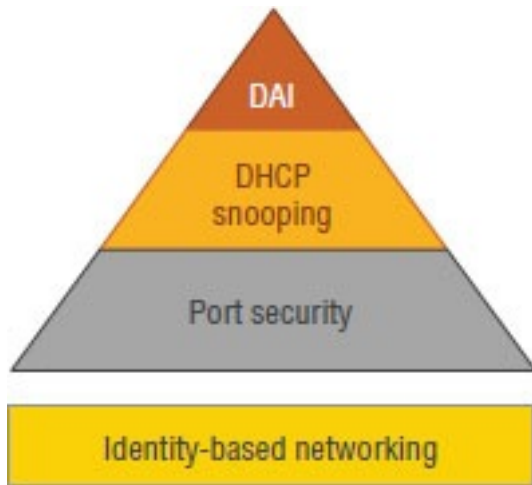 DAI
DHCP
snooping
Port security
Identity-based networking